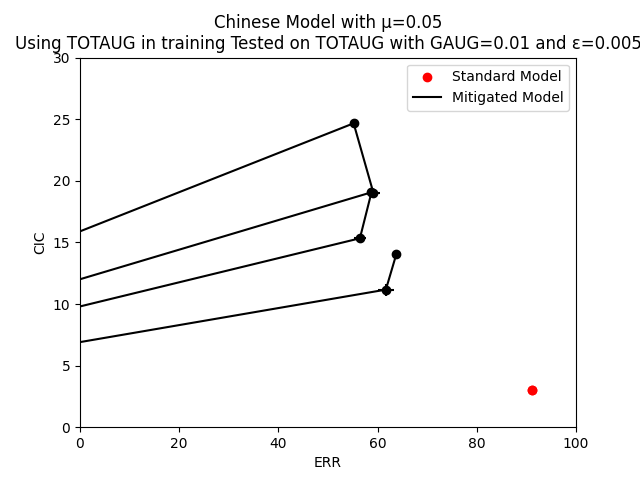 Chinese Model with μ=0.05
Using TOTAUG in training Tested on TOTAUG with GAUG=0.01 and ε=0.005
30
25
20
15
10
5
0
CIC
Standard Model
Mitigated Model
0 20 40 60 80 100
ERR